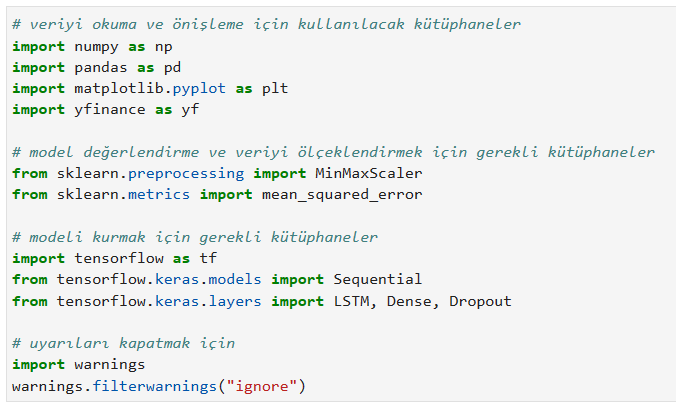 # veriyi okuma ve önişleme için kullanılacak kütüphaneler
import numpy as np
import pandas as pd
import matplotlib.pyplot as plt
import yfinance as yf
# model değerlendirme ve veriyi ölçeklendirmek için gerekli kütüphaneler
from sklearn.preprocessing import MinMaxScaler
from sklearn.metrics import mean_squared_error
# modeli kurmak için gerekli kütüphaneler
import tensorflow as tf
from tensorflow.keras.models import Sequential
from tensorflow.keras.layers import LSTM, Dense, Dropout
# uyarıları kapatmak için
import warnings
warnings.filterwarnings("ignore")